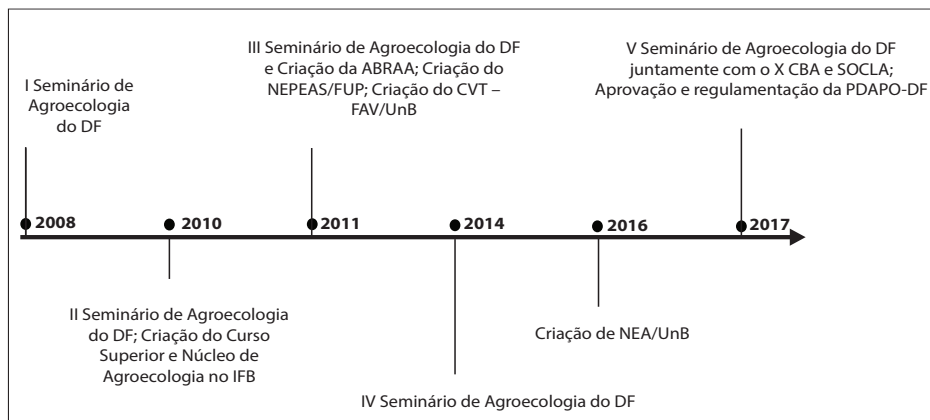 I Seminário de
Agroecologia
do DF
III Seminário de Agroecologia do DF
e Criação da ABRAA; Criação do
NEPEAS/FUP; Criação do CVT –
FAV/UnB
V Seminário de Agroecologia do DF
juntamente com o X CBA e SOCLA;
Aprovação e regulamentação da PDAPO-DF
2008
2010
2011
2014
2016
2017
II Seminário de Agroecologia
do DF; Criação do Curso
Superior e Núcleo de
Agroecologia no IFB
IV Seminário de Agroecologia do DF
Criação de NEA/UnB